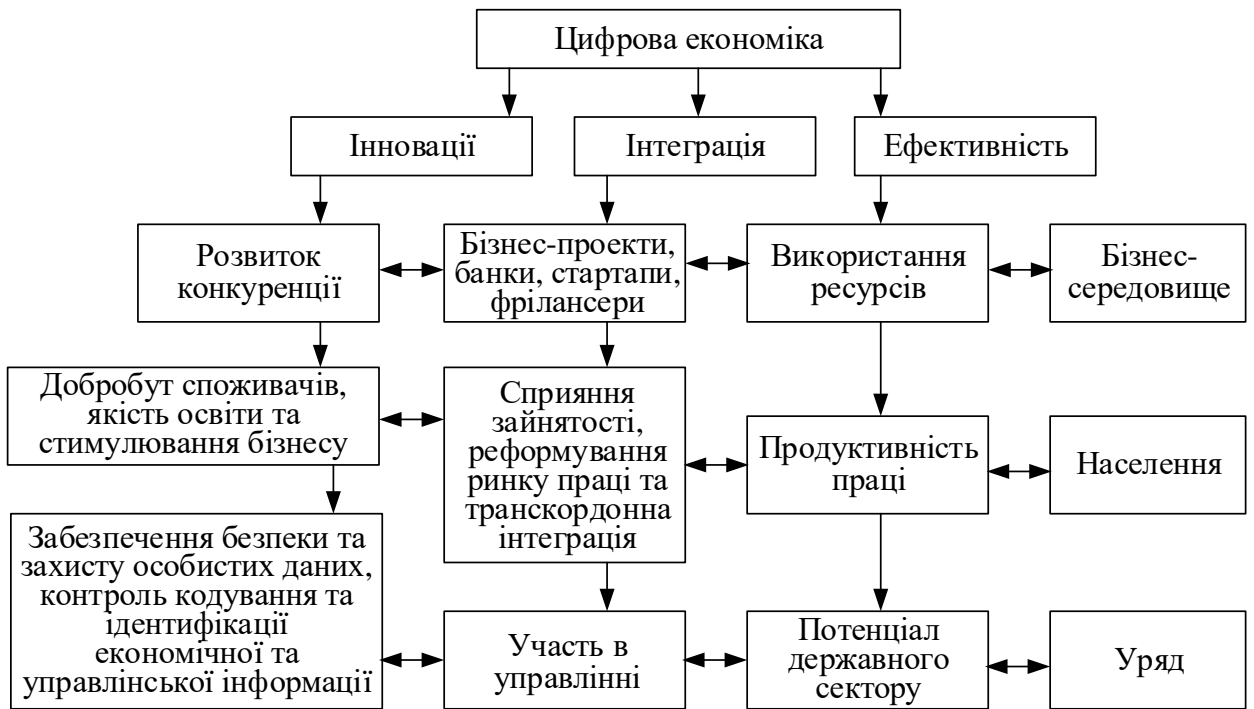 Цифрова економіка
Інновації
Інтеграція
Ефективність
Розвиток
конкуренції
Бізнес-проекти,
банки, стартапи,
фрілансери
Використання
ресурсів
Бізнес-
середовище
Добробут споживачів,
якість освіти та
стимулювання бізнесу
Сприяння
зайнятості,
реформування
ринку праці та
транскордонна
інтеграція
Продуктивність
праці
Населення
Забезпечення безпеки та
захисту особистих даних,
контроль кодування та
ідентифікації
економічної та
управлінської інформації
Участь в
управлінні
Потенціал
державного
сектору
Уряд